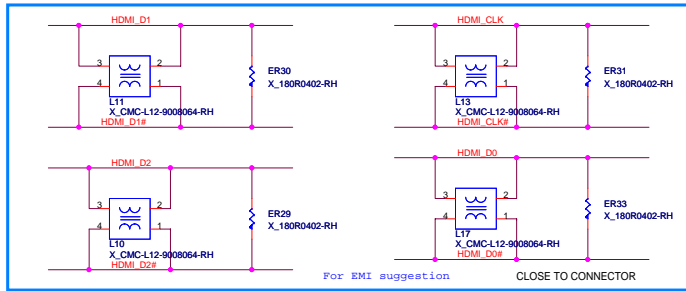 HDMI_D1
3 2
4 1
L11
X_CMC-L12-9008064-RH
HDMI_D1#
ER30
X_180R0402-RH
HDMI_CLK
3 2
4 1
L13
X_CMC-L12-9008064-RH
HDMI_CLK#
ER31
X_180R0402-RH
HDMI_D2
3 2
4 1
L10
X_CMC-L12-9008064-RH
HDMI_D2#
ER29
X_180R0402-RH
HDMI_D0
3 2
4 1
L17
X_CMC-L12-9008064-RH
HDMI_D0#
ER33
X_180R0402-RH
For EMI suggestion
CLOSE TO CONNECTOR